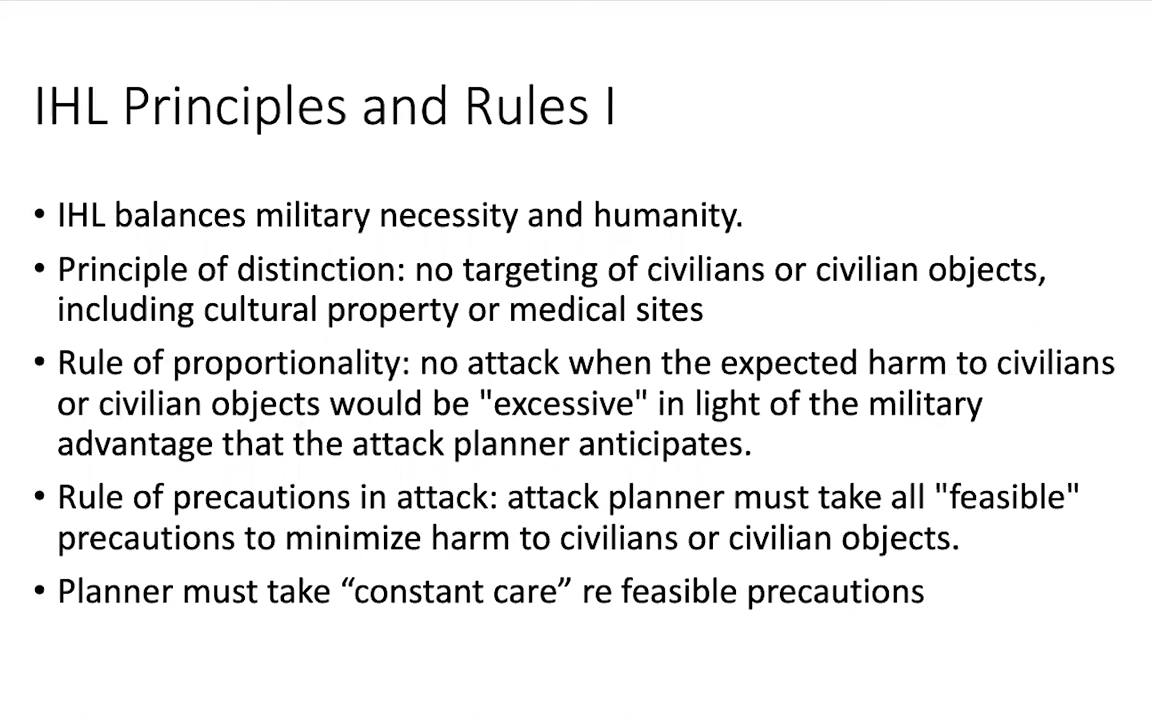 IHL Principles and Rules I
• IHL balances military necessity and humanity.
• Principle of distinction: no targeting of civilians or civilian objects,
including cultural property or medical sites
• Rule of proportionality: no attack when the expected harm to civilians
or civilian objects would be "excessive" in light of the military
advantage that the attack planner anticipates.
• Rule of precautions in attack: attack planner must take all "feasible"
precautions to minimize harm to civilians or civilian objects.
• Planner must take “constant care” re feasible precautions